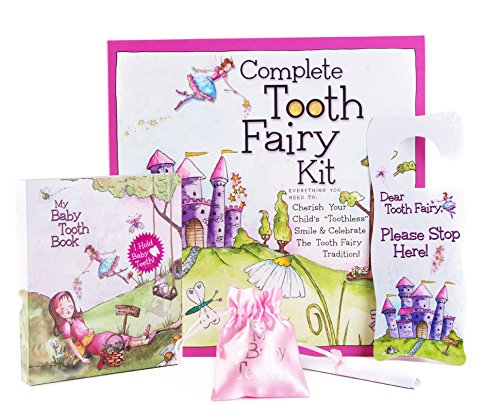 Complete
Tooth
Fairy
Kit
EVERYTHING YOU
NEED TO:
Cherish Your
Child's "Toothless"
Smile & Celebrate
The Tooth Fairy
Tradition!
My
Baby
Tooth
Book
I Hold
Baby
Teeth!
Dear
Tooth Fairy,
Please Stop
Here!
My
Baby
Teeth